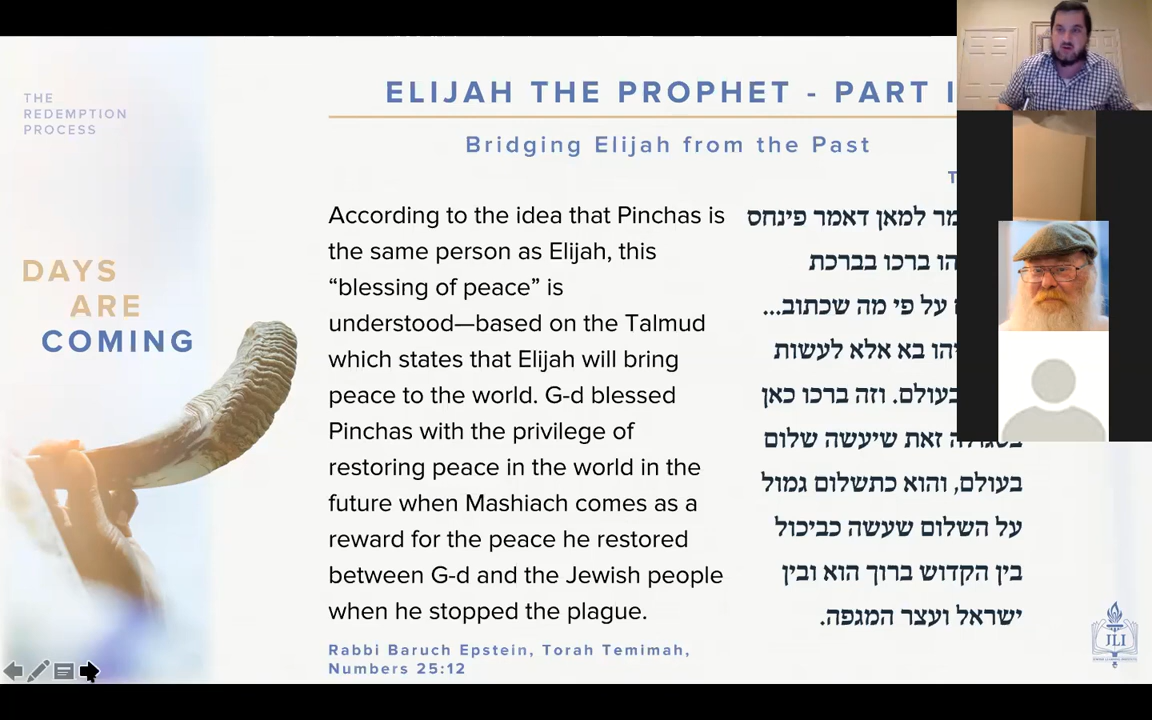 THE
REDEMPTION
PROCESS
DAYS
ARE
COMING
ELIJAH THE PROPHET - PART I
Bridging Elijah from the Past
According to the idea that Pinchas is
the same person as Elijah, this
“blessing of peace” is
understood—based on the Talmud
which states that Elijah will bring
peace to the world. G-d blessed
Pinchas with the privilege of
restoring peace in the world in the
future when Mashiach comes as a
reward for the peace he restored
between G-d and the Jewish people
when he stopped the plague.
Rabbi Baruch Epstein, Torah Temimah,
Numbers 25:12
למאן דאמר פינחס
ברכו בברכת
על פי מה שכתוב...
בא אלא לעשות
בעולם. וזה ברכו כאן
זאת שיעשה שלום
בעולם, והוא כתשלום גמול
על השלום שעשה כביכול
בין הקדוש ברוך הוא ובין
ישראל ועצר המגפה.
JLI